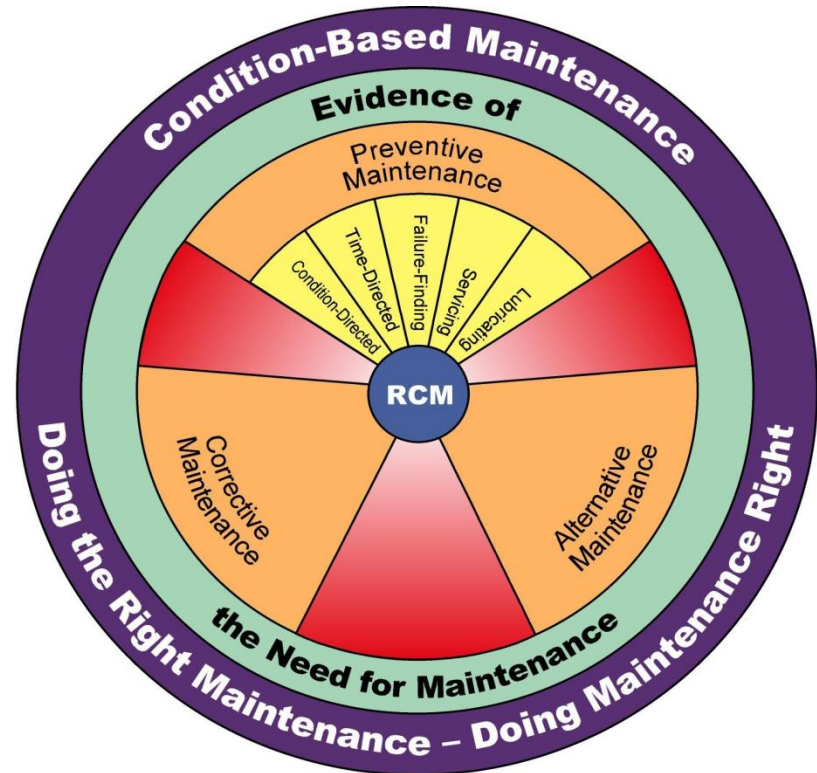 Condition-Based Maintenance
Evidence of
Preventive
Maintenance
Condition-Directed
Time-Directed
Failure-Finding
Servicing
Lubricating
RCM
Corrective
Maintenance
Alternative
Maintenance
the Need for Maintenance
Doing the Right Maintenance – Doing Maintenance Right